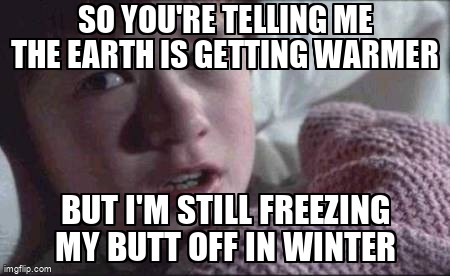 SO YOU'RE TELLING ME
THE EARTH IS GETTING WARMER
BUT I'M STILL FREEZING
MY BUTT OFF IN WINTER
imgflip.com